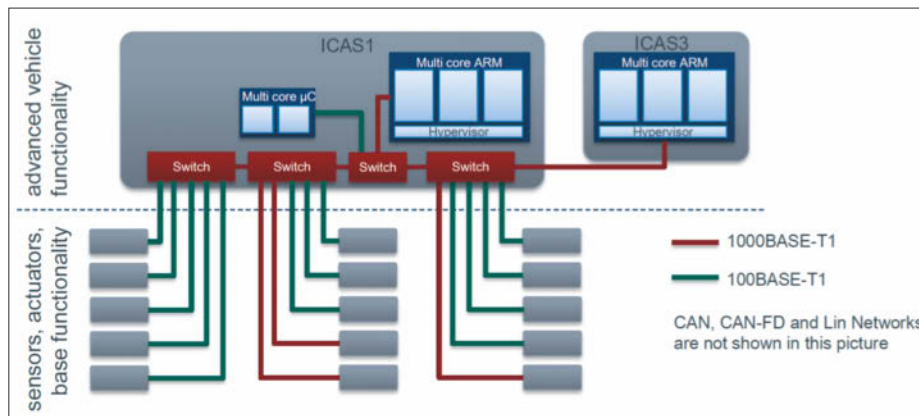 advanced vehicle
functionality
sensors, actuators,
base functionality
ICAS1
ICAS3
Multi core ARM
Multi core ARM
Multi core µC
Hypervisor
Hypervisor
Switch
Switch
Switch
Switch
1000BASE-T1
100BASE-T1
CAN, CAN-FD and Lin Networks
are not shown in this picture